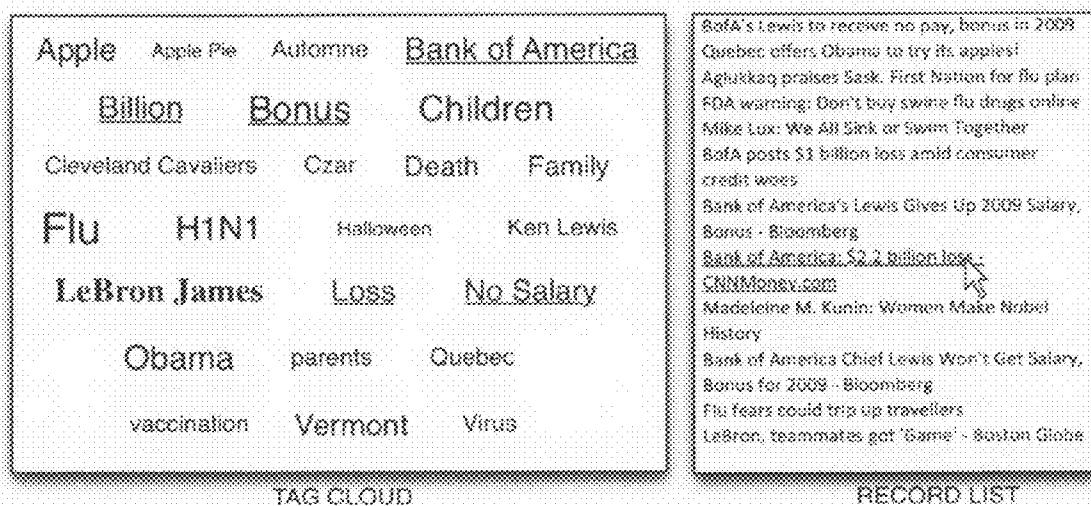 Apple Apple Pie Automne Bank of America
Billion Bonus Children
Cleveland Cavaliers Czar Death Family
Flu H1N1 Halloween Ken Lewis
LeBron James Loss No Salary
Obama parents Quebec
vaccination Vermont Virus
TAG CLOUD
BofA's Lewis to receive no pay, bonus in 2009
Quebec offers Obama to try its apples!
Aglukkaq praises Sask. First Nation for flu plan
FDA warning: Don't buy swine flu drugs online
Mike Lux: We All Sink or Swim Together
BofA posts $1 billion loss amid consumer
credit woes
Bank of America's Lewis Gives Up 2009 Salary,
Bonus - Bloomberg
Bank of America: $2.2 billion loss -
CNNMoney.com
Madeleine M. Kunin: Women Make Nobel
History
Bank of America Chief Lewis Won't Get Salary,
Bonus for 2009 - Bloomberg
Flu fears could trip up travellers
LeBron, teammates got 'Game' - Boston Globe
RECORD LIST